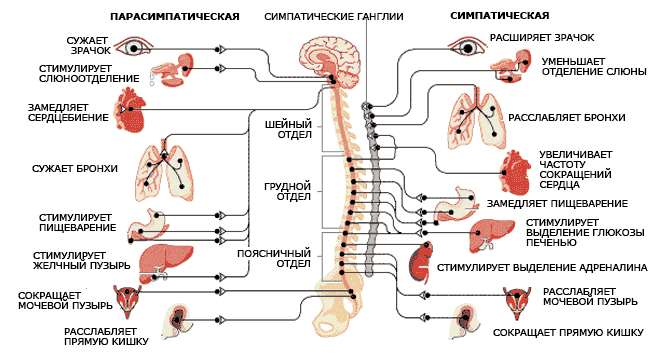 ПАРАСИМПАТИЧЕСКАЯ
СИМПАТИЧЕСКИЕ ГАНГЛИИ
СИМПАТИЧЕСКАЯ
СУЖАЕТ
ЗРАЧОК
СТИМУЛИРУЕТ
СЛЮНООТДЕЛЕНИЕ
ЗАМЕДЛЯЕТ
СЕРДЦЕБИЕНИЕ
СУЖАЕТ БРОНХИ
СТИМУЛИРУЕТ
ПИЩЕВАРЕНИЕ
СТИМУЛИРУЕТ
ЖЕЛЧНЫЙ ПУЗЫРЬ
СОКРАЩАЕТ
МОЧЕВОЙ ПУЗЫРЬ
РАССЛАБЛЯЕТ
ПРЯМУЮ КИШКУ
ШЕЙНЫЙ
ОТДЕЛ
ГРУДНОЙ
ОТДЕЛ
ПОЯСНИЧНЫЙ
ОТДЕЛ
РАСШИРЯЕТ ЗРАЧОК
УМЕНЬШАЕТ
ОТДЕЛЕНИЕ СЛЮНЫ
РАССЛАБЛЯЕТ БРОНХИ
УВЕЛИЧИВАЕТ
ЧАСТОТУ
СОКРАЩЕНИЙ
СЕРДЦА
ЗАМЕДЛЯЕТ ПИЩЕВАРЕНИЕ
СТИМУЛИРУЕТ
ВЫДЕЛЕНИЕ ГЛЮКОЗЫ
ПЕЧЕНЬЮ
СТИМУЛИРУЕТ ВЫДЕЛЕНИЕ АДРЕНАЛИНА
РАССЛАБЛЯЕТ
МОЧЕВОЙ ПУЗЫРЬ
СОКРАЩАЕТ ПРЯМУЮ КИШКУ